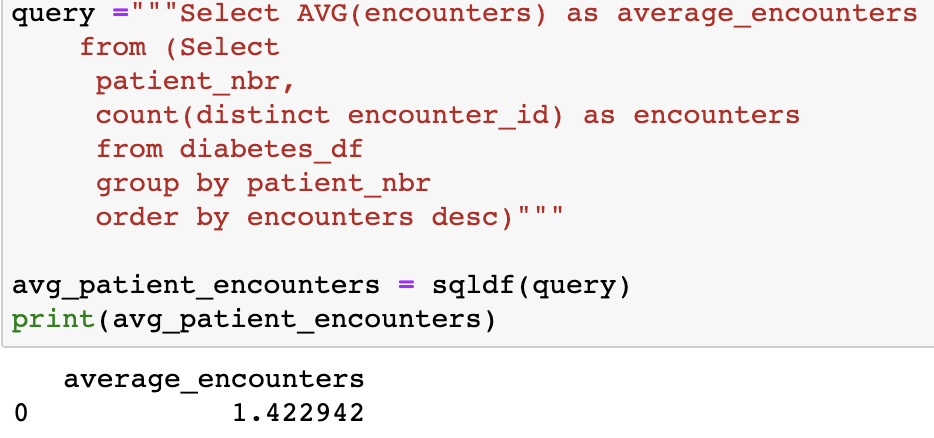 query ="""Select AVG(encounters) as average_encounters
    from (Select
     patient_nbr,
     count(distinct encounter_id) as encounters
     from diabetes_df
     group by patient_nbr
     order by encounters desc)"""

avg_patient_encounters = sqldf(query)
print(avg_patient_encounters)
   average_encounters
0            1.422942